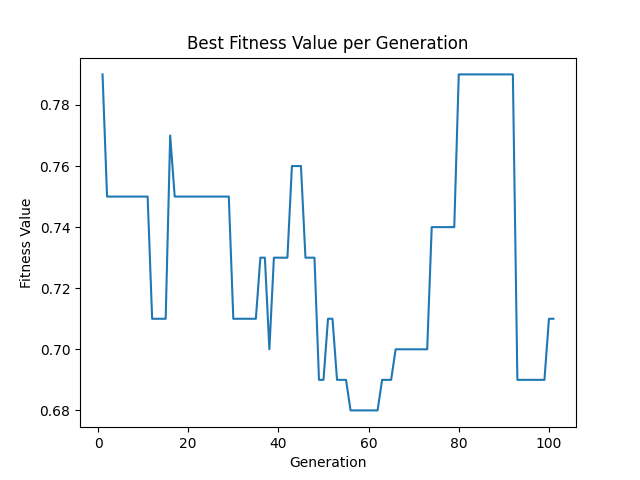 Best Fitness Value per Generation
Fitness Value
0.78
0.76
0.74
0.72
0.70
0.68
0 20 40 60 80 100
Generation